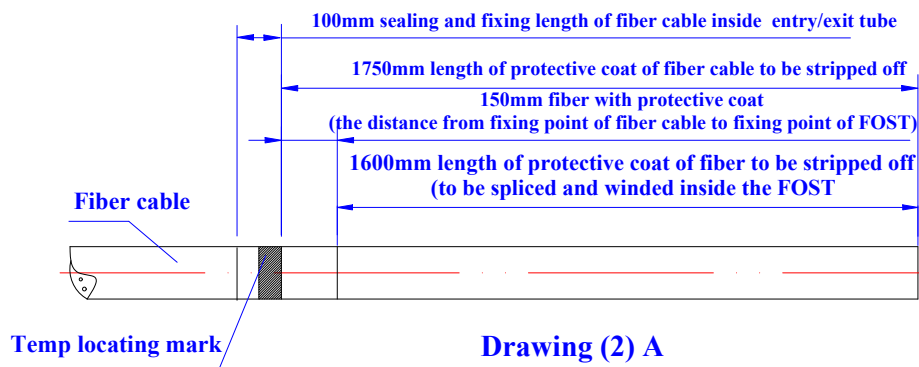 100mm sealing and fixing length of fiber cable inside entry/exit tube
1750mm length of protective coat of fiber cable to be stripped off
150mm fiber with protective coat
(the distance from fixing point of fiber cable to fixing point of FOST)
1600mm length of protective coat of fiber to be stripped off
(to be spliced and winded inside the FOST
Fiber cable
Temp locating mark
Drawing (2) A